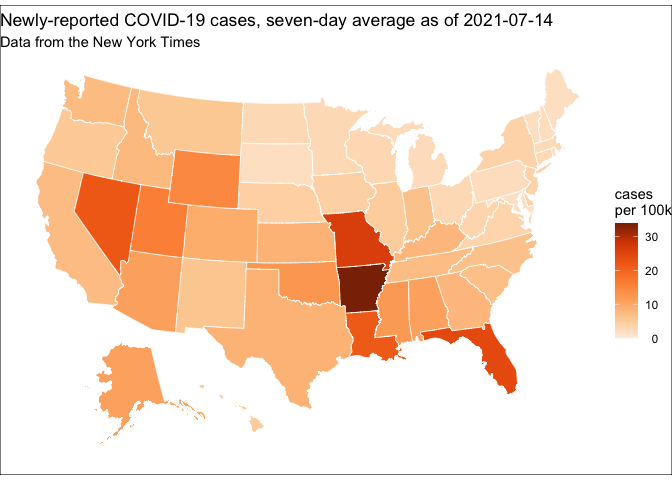 Newly-reported COVID-19 cases, seven-day average as of 2021-07-14
Data from the New York Times
cases
per 100k
30
20
10
0